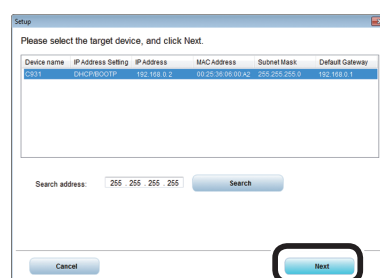 Setup
Please select the target device, and click Next.
Device name IP Address Setting IP Address MAC Address Subnet Mask Default Gateway
C931 DHCP/BOOTP 192.168.0.2 00:25:36:06:00:A2 255.255.255.0 192.168.0.1
Search address: 255 . 255 . 255 . 255 Search
Cancel Next